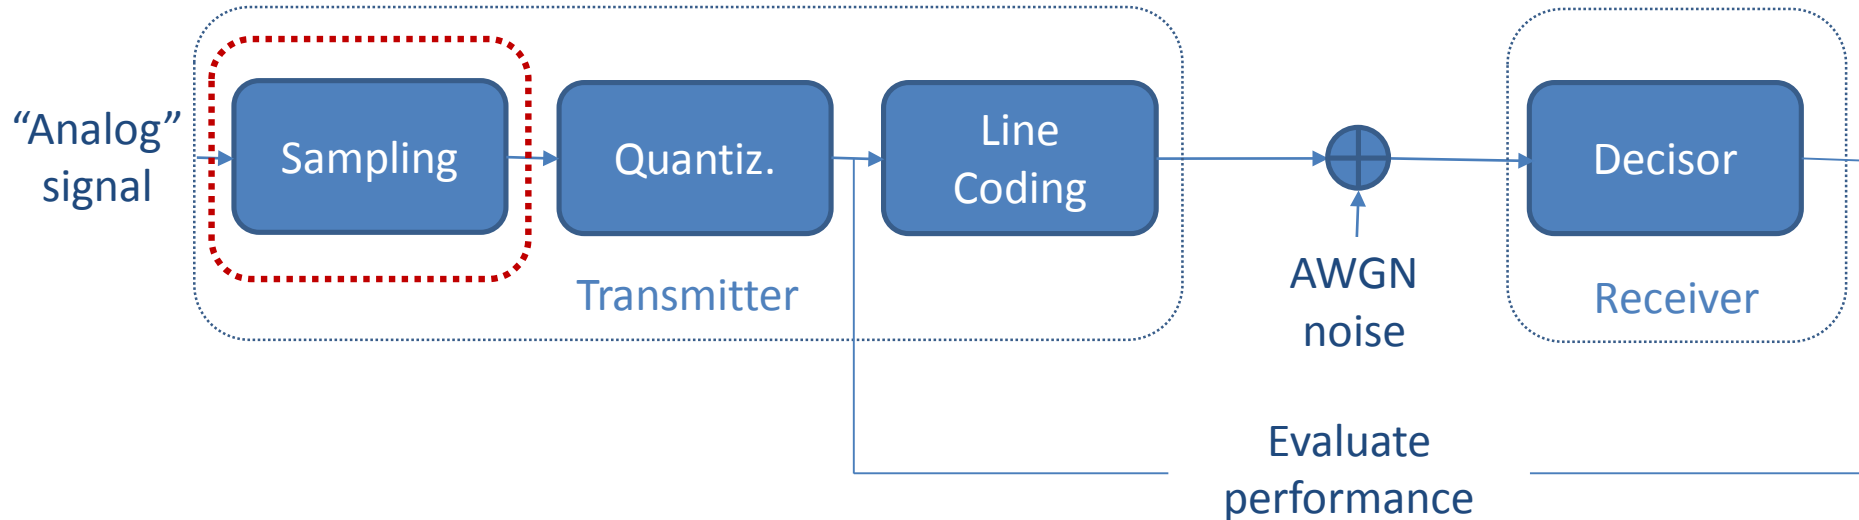 “Analog”
signal
Sampling
Quantiz.
Line
Coding
Transmitter
AWGN
noise
Decisor
Receiver
Evaluate
performance